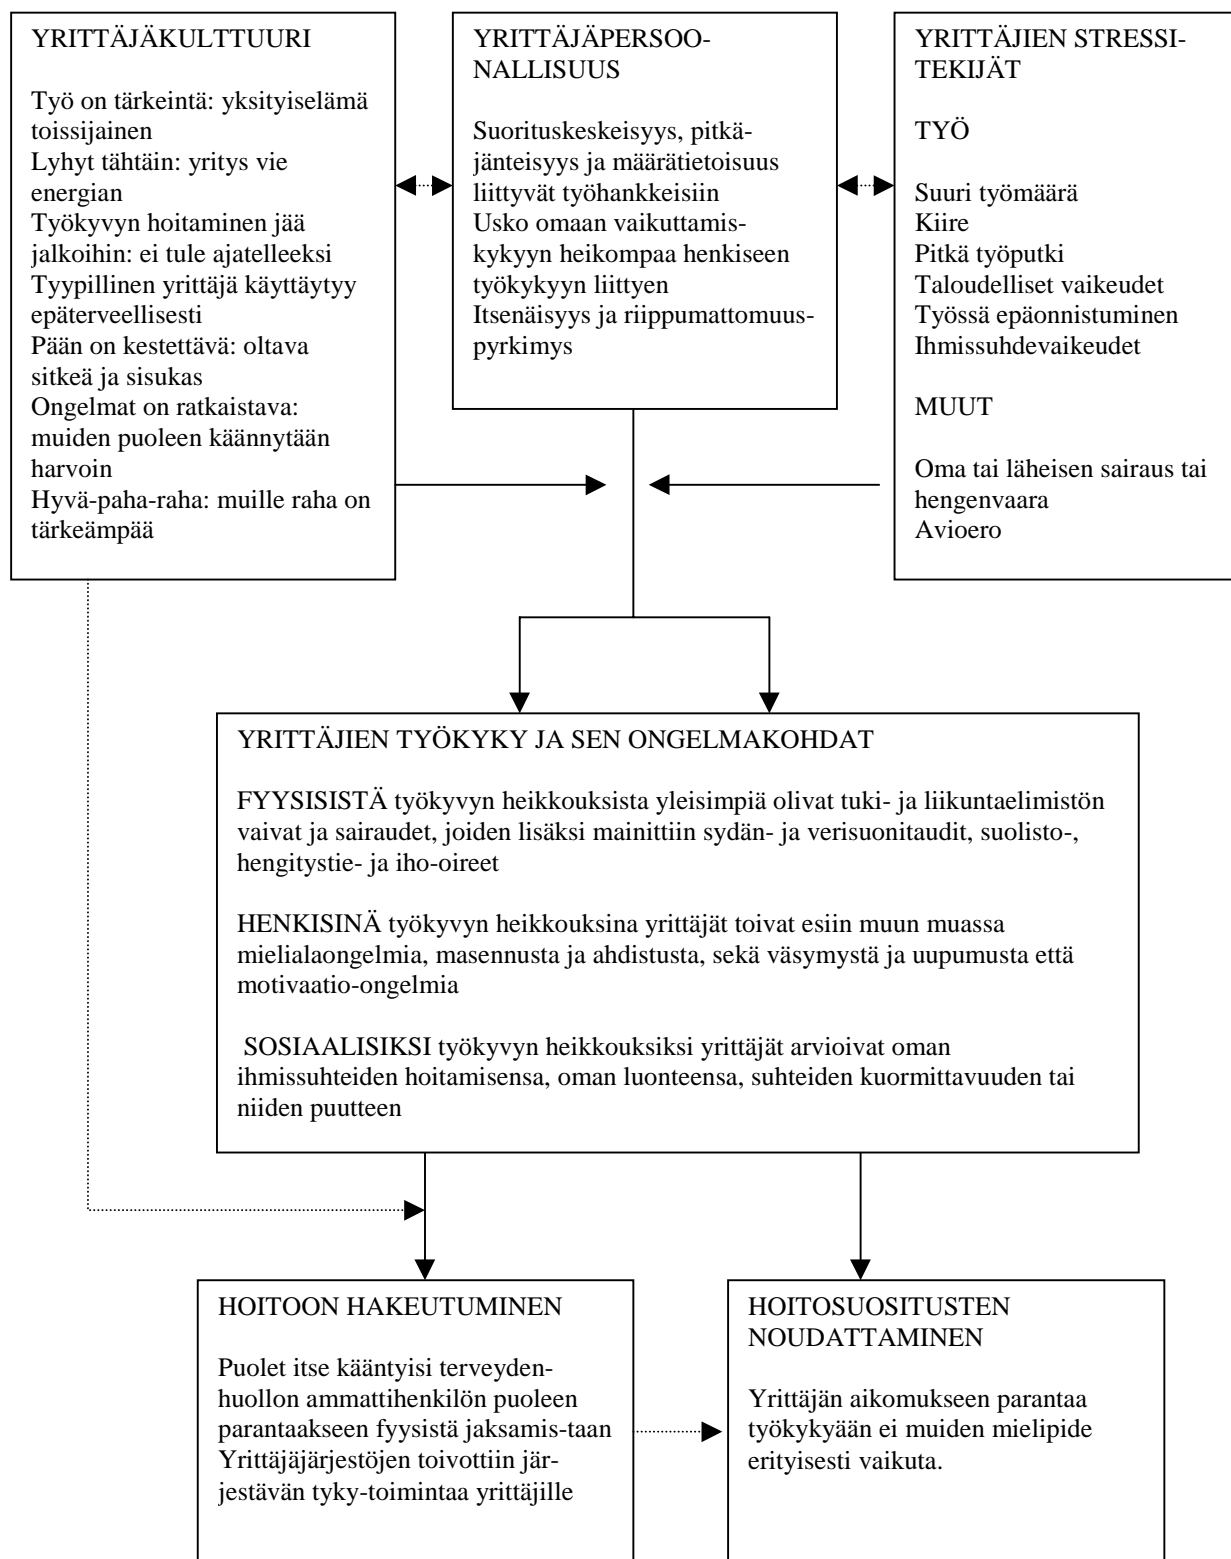 YRITTÄJÄKULTTUURI
Työ on tärkeintä: yksityiselämä
toissijainen
Lyhyt tähtäin: yritys vie
energian
Työkyvyn hoitaminen jää
jalkoihin: ei tule ajatelleeksi
Tyypillinen yrittäjä käyttäytyy
epäterveellisesti
Pään on kestettävä: oltava
sitkeä ja sisukas
Ongelmat on ratkaistava:
muiden puoleen käännytään
harvoin
Hyvä-paha-raha: muille raha on
tärkeämpää
YRITTÄJÄPERSOO-
NALLISUUS
Suorituskeskeisyys, pitkä-
jänteisyys ja määrätietoisuus
liittyvät työhankkeisiin
Usko omaan vaikuttamis-
kykyyn heikompaa henkiseen
työkykyyn liittyen
Itsenäisyys ja riippumattomuus-
pyrkimys
YRITTÄJIEN STRESSI-
TEKIJÄT
TYÖ
Suuri työmäärä
Kiire
Pitkä työputki
Taloudelliset vaikeudet
Työssä epäonnistuminen
Ihmissuhdevaikeudet
MUUT
Oma tai läheisen sairaus tai
hengenvaara
Avioero
YRITTÄJIEN TYÖKYKY JA SEN ONGELMAKOHDAT
FYYSISISTÄ työkyvyn heikkouksista yleisimpiä olivat tuki- ja liikuntaelimistön
vaivat ja sairaudet, joiden lisäksi mainittiin sydän- ja verisuonitaudit, suolisto-,
hengitystie- ja iho-oireet
HENKISINÄ työkyvyn heikkouksina yrittäjät toivat esiin muun muassa
mielialaongelmia, masennusta ja ahdistusta, sekä väsymystä ja uupumusta että
motivaatio-ongelmia
SOSIAALISIKSI työkyvyn heikkouksiksi yrittäjät arvioivat oman
ihmissuhteiden hoitamisensa, oman luonteensa, suhteiden kuormittavuuden tai
niiden puutteen
HOITOON HAKEUTUMINEN
Puolet itse kääntyisi terveyden-
huollon ammattihenkilön puoleen
parantaakseen fyysistä jaksamis-taan
Yrittäjäjärjestöjen toivottiin jär-
jestävän tyky-toimintaa yrittäjille
HOITOSUOSITUSTEN
NOUDATTAMINEN
Yrittäjän aikomukseen parantaa
työkykyään ei muiden mielipide
erityisesti vaikuta.